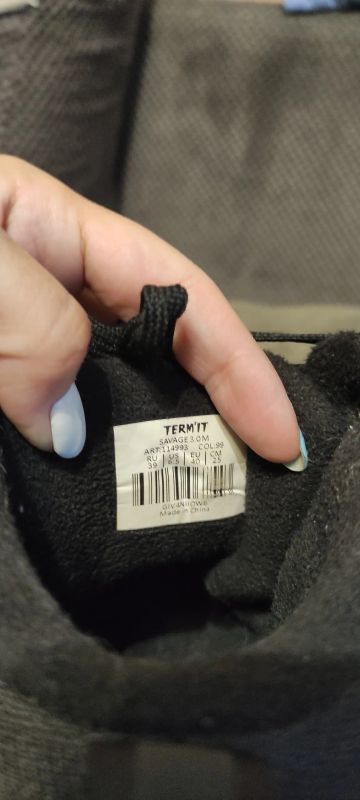 TERM'IT
SAVAGE 3.0 M
ART:114993 COL:99
RU US EU CM
39 6.5 40 25
Made in China